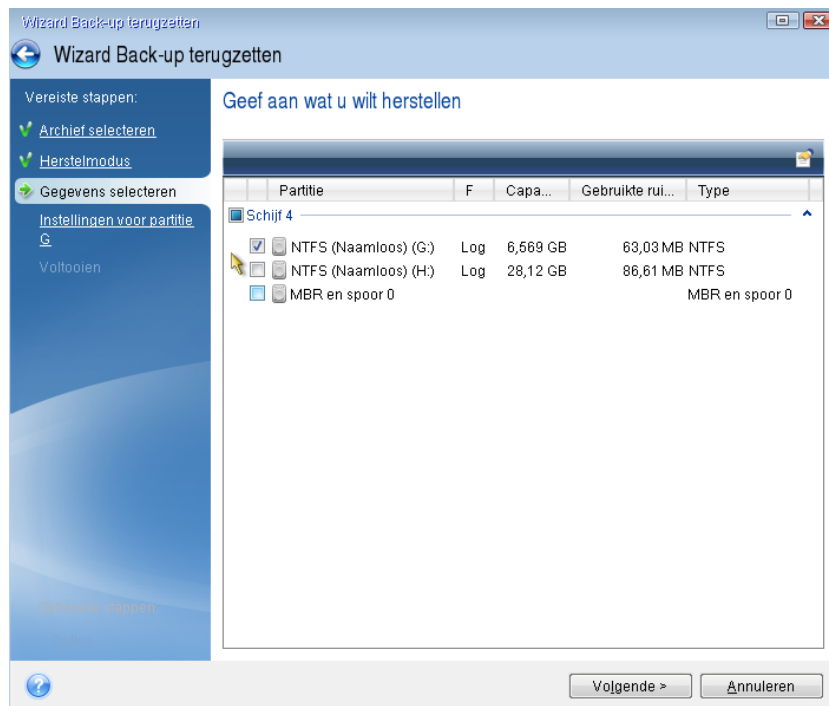 Wizard Back-up terugzetten
Wizard Back-up terugzetten
Vereiste stappen:
Archief selecteren
Herstelmodus
Gegevens selecteren
Instellingen voor partitie
G
Voltooien
Geef aan wat u wilt herstellen
Partitie F Capa... Gebruikte rui... Type
Schijf 4
NTFS (Naamloos) (G:) Log 6,569 GB 63,03 MB NTFS
NTFS (Naamloos) (H:) Log 28,12 GB 86,61 MB NTFS
MBR en spoor 0 MBR en spoor 0
stappen:
Volgende >
Annuleren